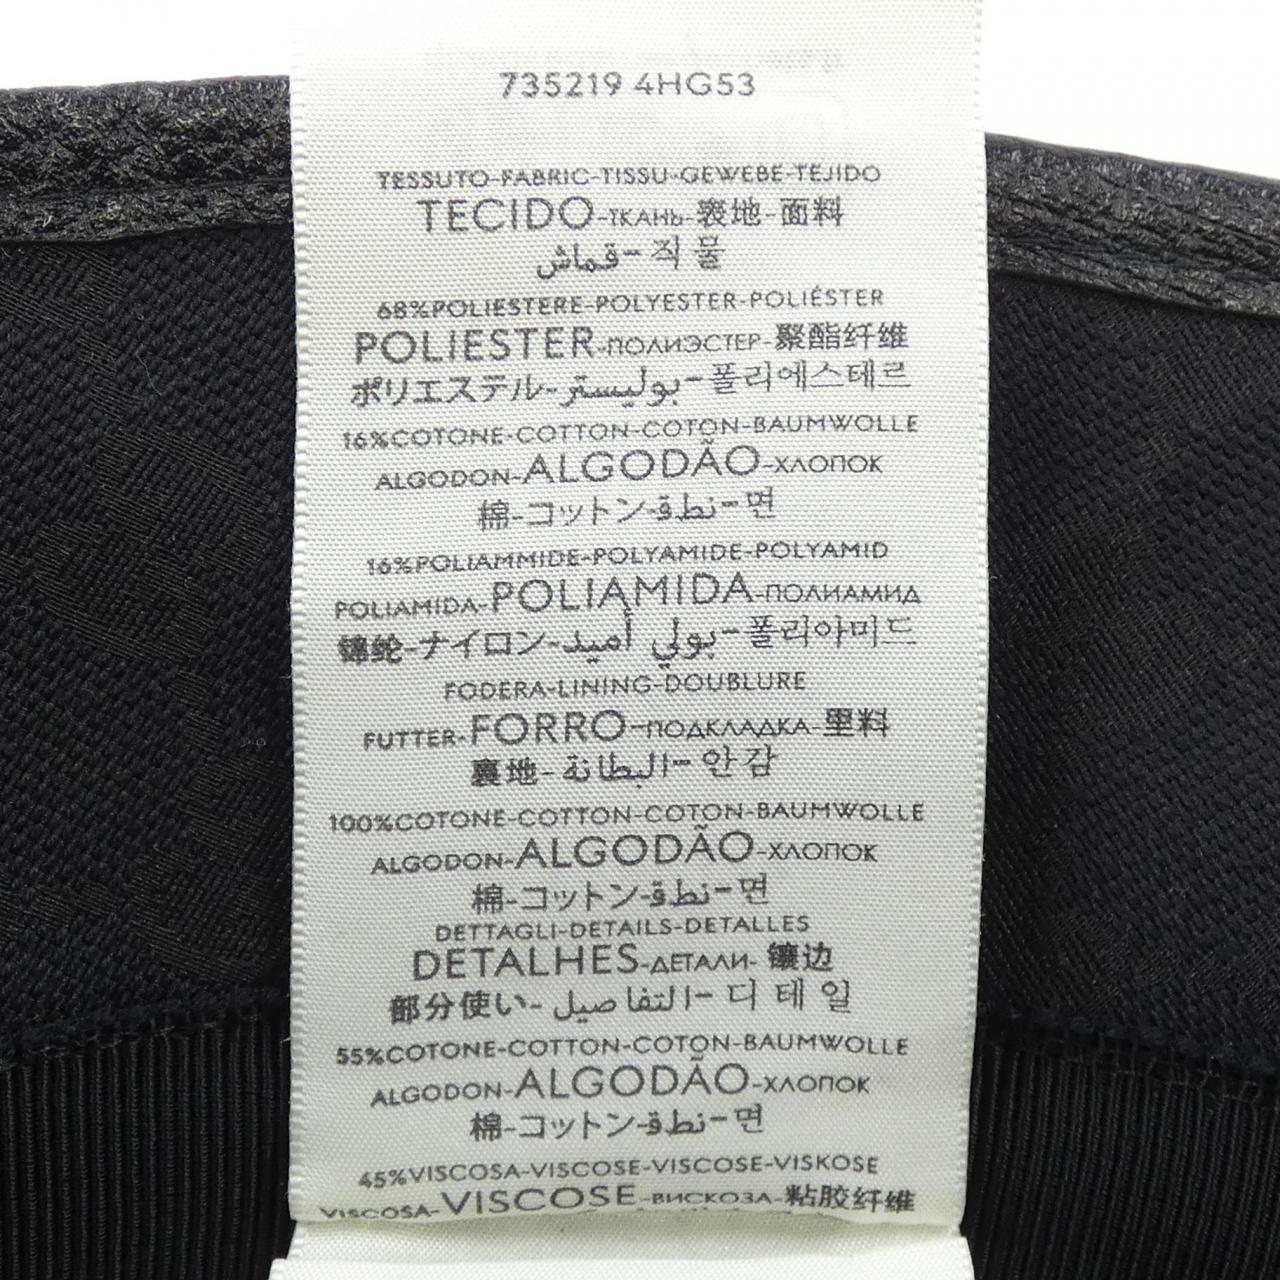 735219 4HG53
TESSUTO-FABRIC-TISSU-GEWEBE-TEJIDO
TECIDO-ТКАНЬ-裏地-面料
قماش-직물
68%POLIESTERE-POLYESTER-POLIÉSTER
POLIESTER-ПОЛИЭСТЕР-聚酯纤维
ポリエステル-بوليستر-폴리에스테르
16%COTONE-COTTON-COTON-BAUMWOLLE
ALGODON-ALGODÃO-ХЛОПОК
棉-コットン-نطق-면
16%POLIAMMIDE-POLYAMIDE-POLYAMID
POLIAMIDA-POLIAMIDA-ПОЛИАМИД
锦纶-ナイロン-بولي أميد-폴리아미드
FODERA-LINING-DOUBLURE
FUTTER-FORRO-ПОДКЛАДКА-里料
裏地-البطانة-안감
100%COTONE-COTTON-COTON-BAUMWOLLE
ALGODON-ALGODÃO-ХЛОПОК
棉-コットン-نطق-면
DETTAGLI-DETAILS-DETALLES
DETALHES-ДЕТАЛИ-镶边
部分使い-التفاصيل-디테일
55%COTONE-COTTON-COTON-BAUMWOLLE
ALGODON-ALGODÃO-ХЛОПОК
棉-コットン-نطق-면
45%VISCOSA-VISCOSE-VISCOSE-VISKOSE
VISCOSA-VISCOSE-ВИСКОЗА-粘胶纤维